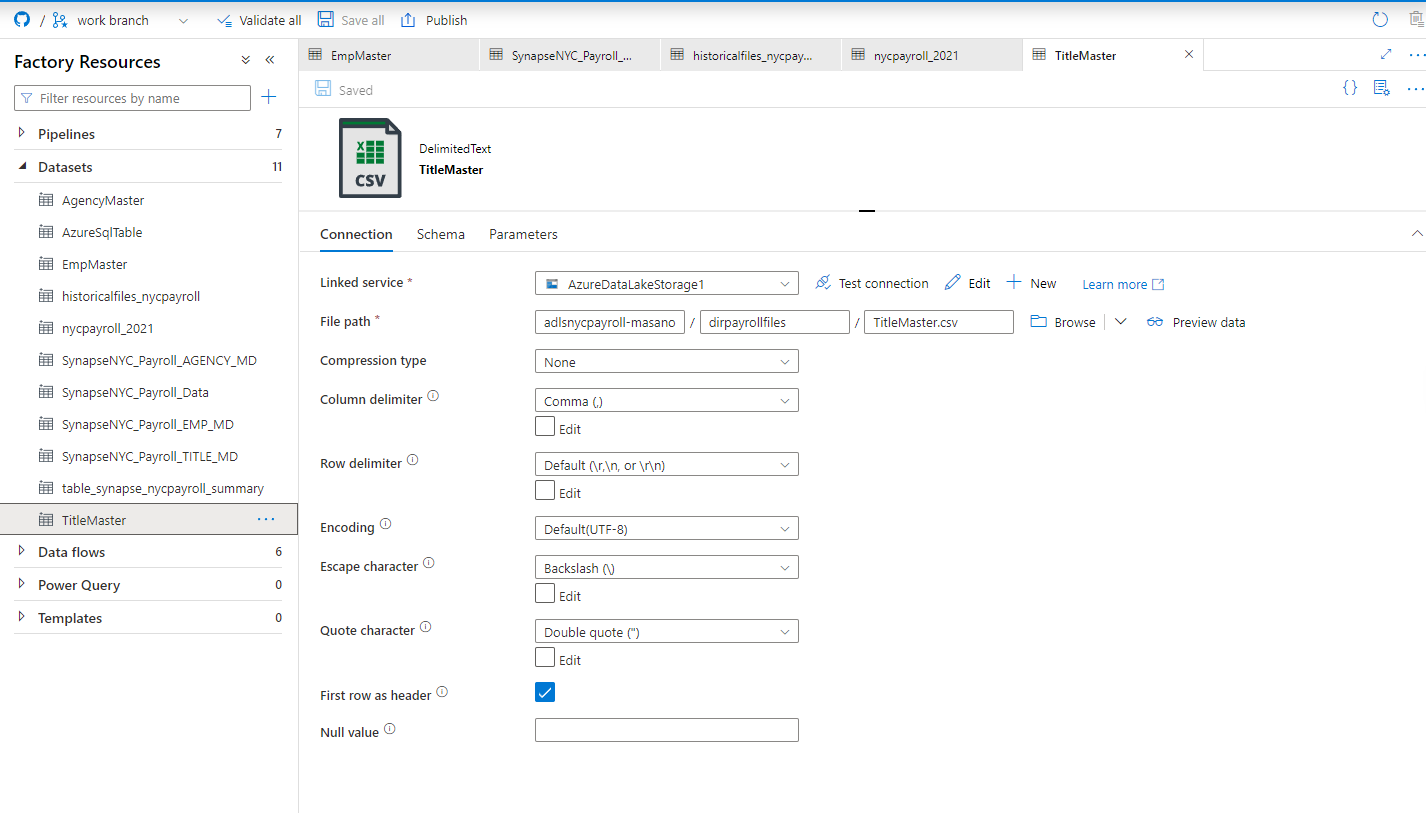 / work branch Validate all Save all Publish
Factory Resources
Filter resources by name
Pipelines 7
Datasets 11
AgencyMaster
AzureSqlTable
EmpMaster
historicalfiles_nycpayroll
nycpayroll_2021
SynapseNYC_Payroll_AGENCY_MD
SynapseNYC_Payroll_Data
SynapseNYC_Payroll_EMP_MD
SynapseNYC_Payroll_TITLE_MD
table_synapse_nycpayroll_summary
TitleMaster
Data flows 6
Power Query 0
Templates 0
EmpMaster SynapseNYC_Payroll_... historicalfiles_nycpay... nycpayroll_2021 TitleMaster
Saved
{}
X
CSV
DelimitedText
TitleMaster
Connection Schema Parameters
Linked service * AzureDataLakeStorage1 Test connection Edit New Learn more
File path * adlsnycpayroll-masano / dirpayrollfiles / TitleMaster.csv Browse Preview data
Compression type None
Column delimiter Comma (,)
Edit
Row delimiter Default (\r,\n, or \r\n)
Edit
Encoding Default(UTF-8)
Escape character Backslash (\)
Edit
Quote character Double quote (")
Edit
First row as header
Null value